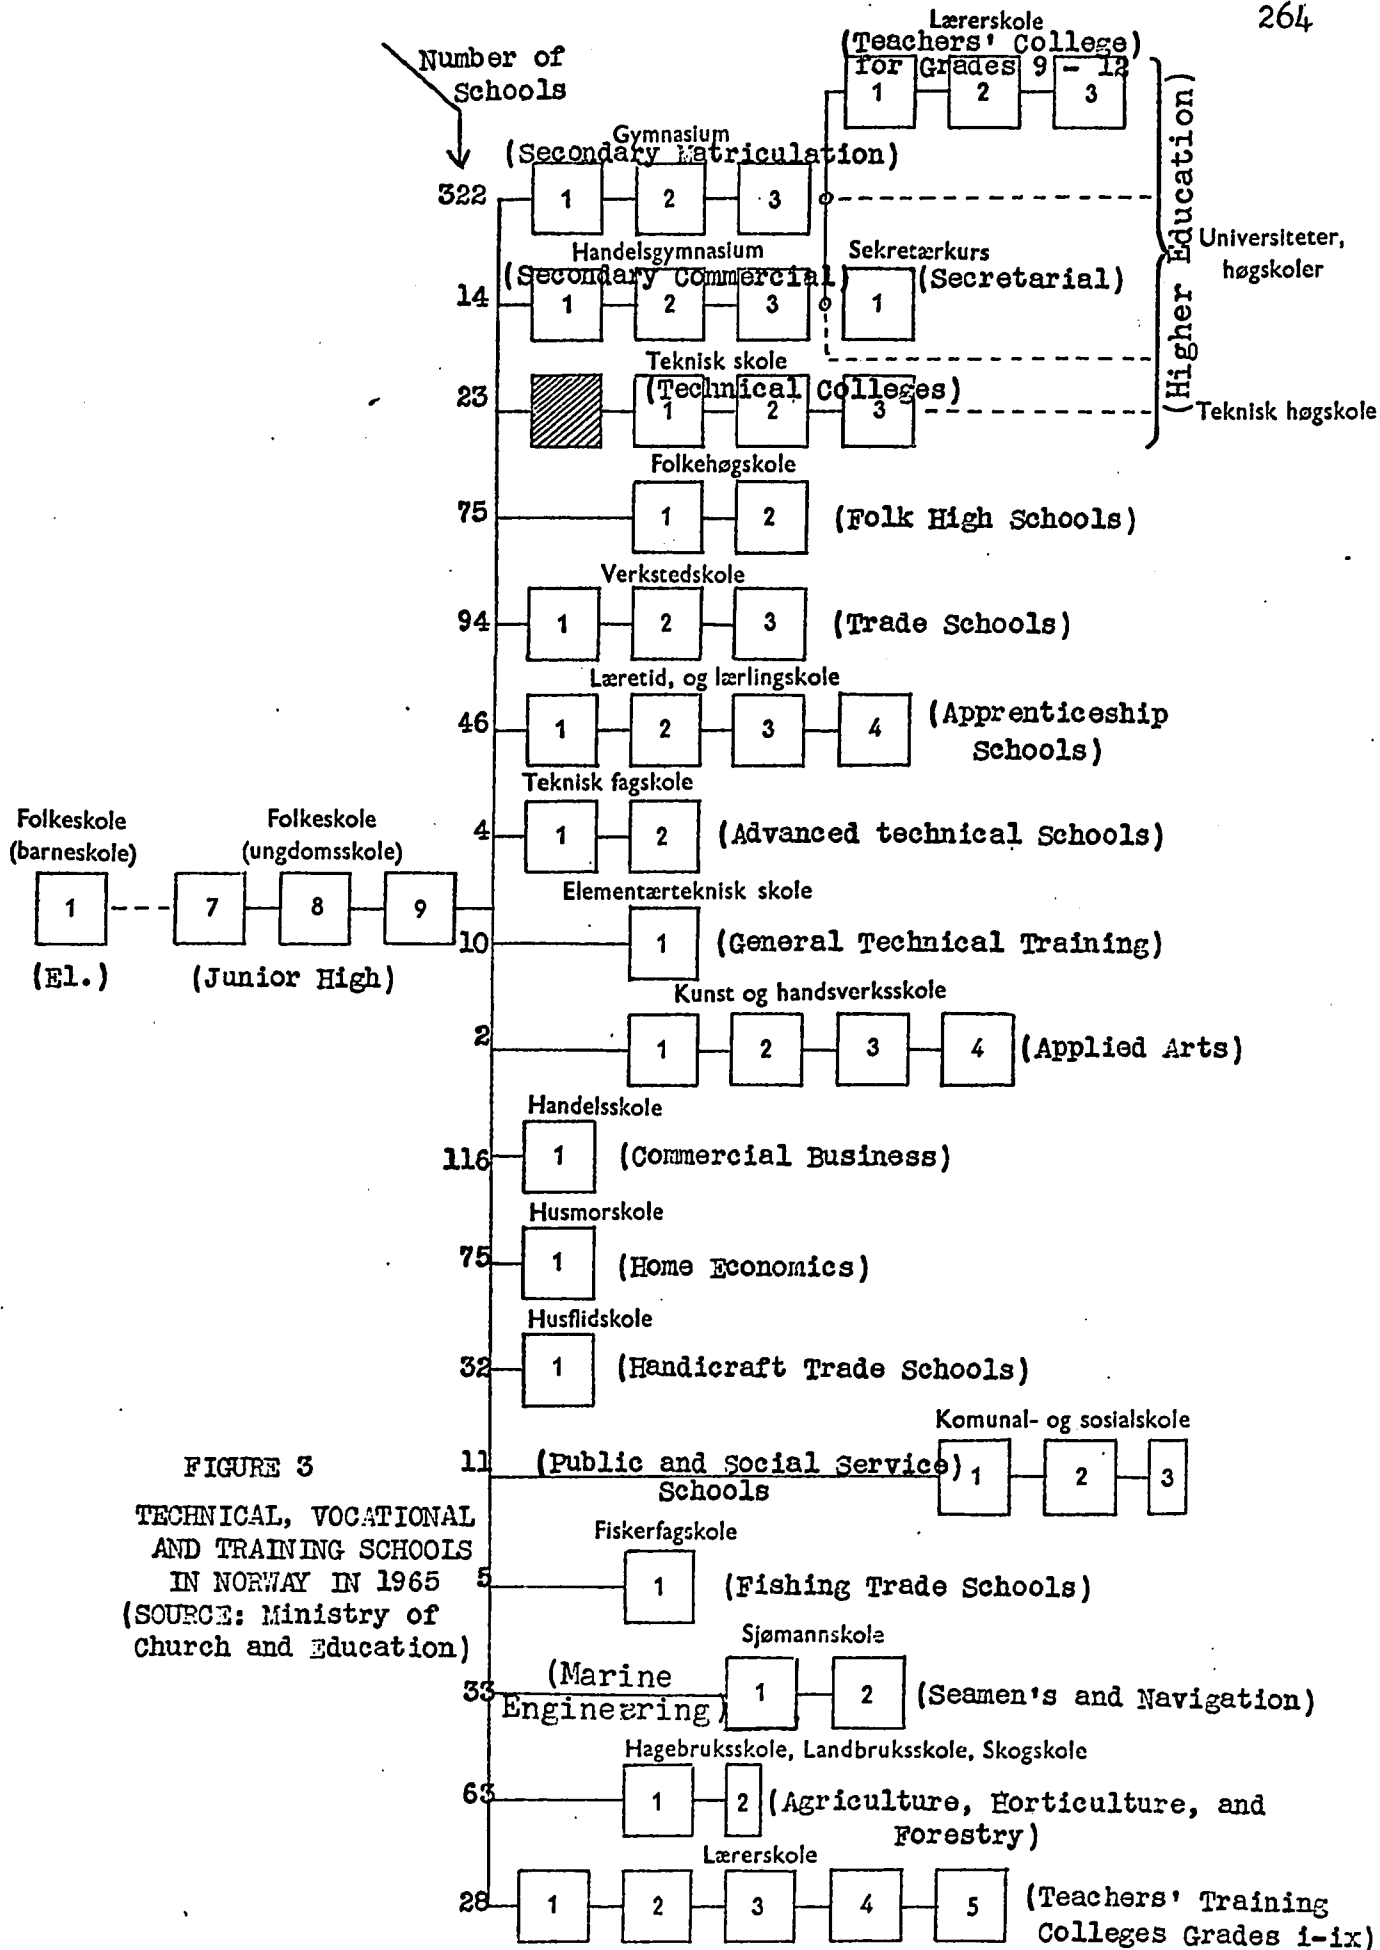 264
Number of
Schools
Lærerskole
(Teachers' College)
for Grades 9 - 12
1 2 3
Gymnasium
(Secondary Matriculation)
322 1 2 3
(Higher Education)
Universiteter,
høgskoler
Handelsgymnasium
(Secondary Commercial)
14 1 2 3
Sekretærkurs
(Secretarial)
1
Teknisk skole
(Technical Colleges)
23 1 2 3
Teknisk høgskole
Folkehøgskole
75 1 2 (Folk High Schools)
Verkstedskole
94 1 2 3 (Trade Schools)
Læretid, og lærlingskole
46 1 2 3 4 (Apprenticeship
Schools)
Teknisk fagskole
4 1 2 (Advanced technical Schools)
Folkeskole
(barneskole)
1
(El.)
Folkeskole
(ungdomsskole)
7 8 9
(Junior High)
Elementærteknisk skole
10 1 (General Technical Training)
Kunst og handsverksskole
2 1 2 3 4 (Applied Arts)
Handelsskole
116 1 (Commercial Business)
Husmorskole
75 1 (Home Economics)
Husflidskole
32 1 (Handicraft Trade Schools)
Komunal- og sosialskole
11 (Public and Social Service) 1 2 3
Schools
FIGURE 3
TECHNICAL, VOCATIONAL
AND TRAINING SCHOOLS
IN NORWAY IN 1965
(SOURCE: Ministry of
Church and Education)
Fiskerfagskole
5 1 (Fishing Trade Schools)
Sjømannskole
33 (Marine
Engineering) 1 2 (Seamen's and Navigation)
Hagebruksskole, Landbruksskole, Skogskole
63 1 2 (Agriculture, Horticulture, and
Forestry)
Lærerskole
28 1 2 3 4 5 (Teachers' Training
Colleges Grades i-ix)